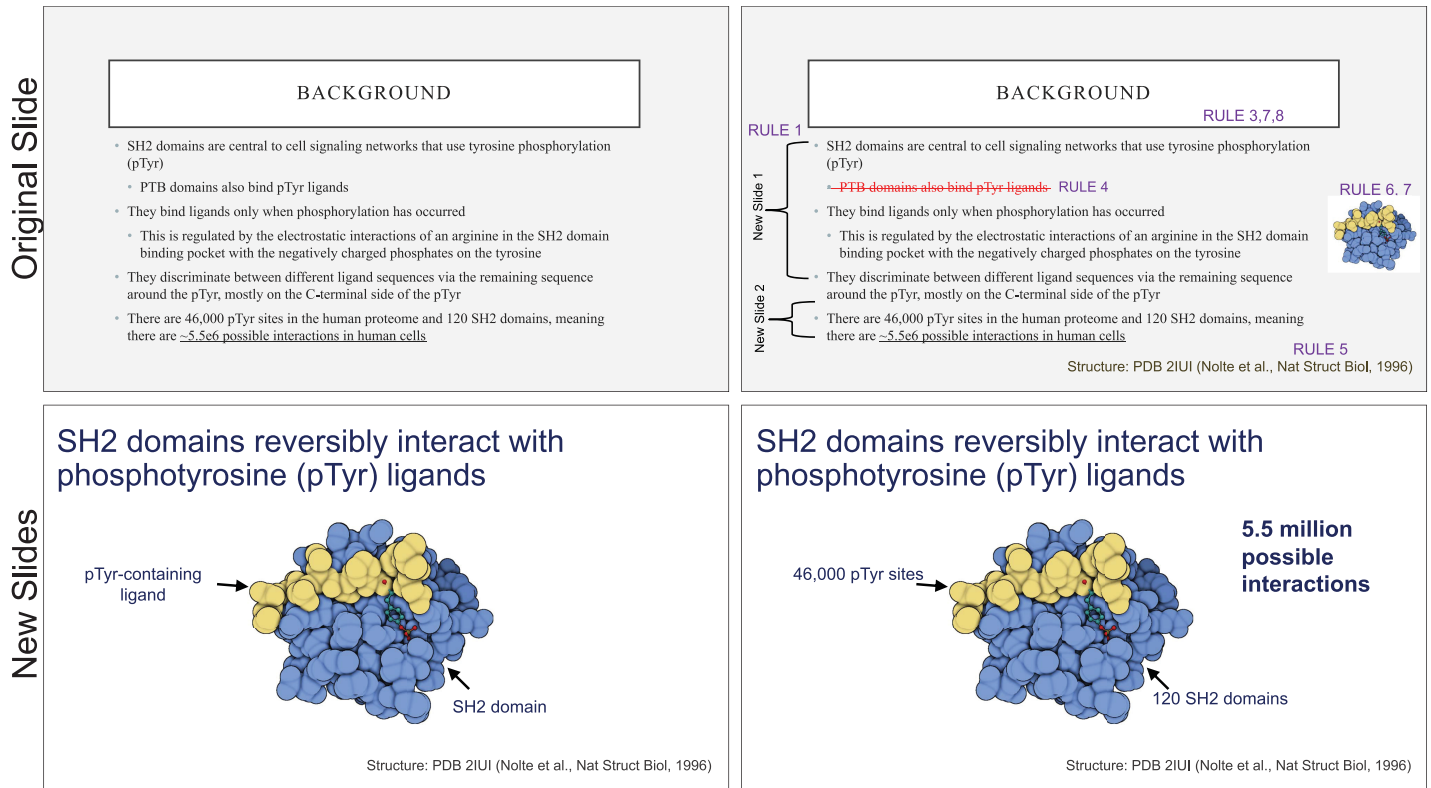 Original Slide
BACKGROUND
• SH2 domains are central to cell signaling networks that use tyrosine phosphorylation
(pTyr)
• PTB domains also bind pTyr ligands
• They bind ligands only when phosphorylation has occurred
• This is regulated by the electrostatic interactions of an arginine in the SH2 domain
binding pocket with the negatively charged phosphates on the tyrosine
• They discriminate between different ligand sequences via the remaining sequence
around the pTyr, mostly on the C-terminal side of the pTyr
• There are 46,000 pTyr sites in the human proteome and 120 SH2 domains, meaning
there are ~5.5e6 possible interactions in human cells
BACKGROUND
RULE 3,7,8
RULE 1
New Slide 1
• SH2 domains are central to cell signaling networks that use tyrosine phosphorylation
(pTyr)
• PTB domains also bind pTyr ligands RULE 4
• They bind ligands only when phosphorylation has occurred
• This is regulated by the electrostatic interactions of an arginine in the SH2 domain
binding pocket with the negatively charged phosphates on the tyrosine
• They discriminate between different ligand sequences via the remaining sequence
around the pTyr, mostly on the C-terminal side of the pTyr
New Slide 2
• There are 46,000 pTyr sites in the human proteome and 120 SH2 domains, meaning
there are ~5.5e6 possible interactions in human cells
RULE 6. 7
RULE 5
Structure: PDB 2IUI (Nolte et al., Nat Struct Biol, 1996)
New Slides
SH2 domains reversibly interact with
phosphotyrosine (pTyr) ligands
pTyr-containing
ligand
SH2 domain
Structure: PDB 2IUI (Nolte et al., Nat Struct Biol, 1996)
SH2 domains reversibly interact with
phosphotyrosine (pTyr) ligands
5.5 million
possible
interactions
46,000 pTyr sites
120 SH2 domains
Structure: PDB 2IUI (Nolte et al., Nat Struct Biol, 1996)